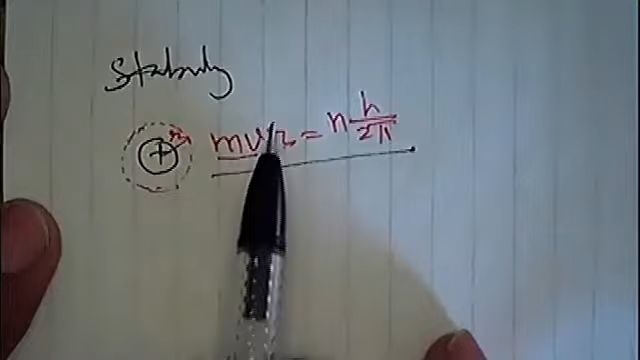 Stability
+ r mvr = n h/2π